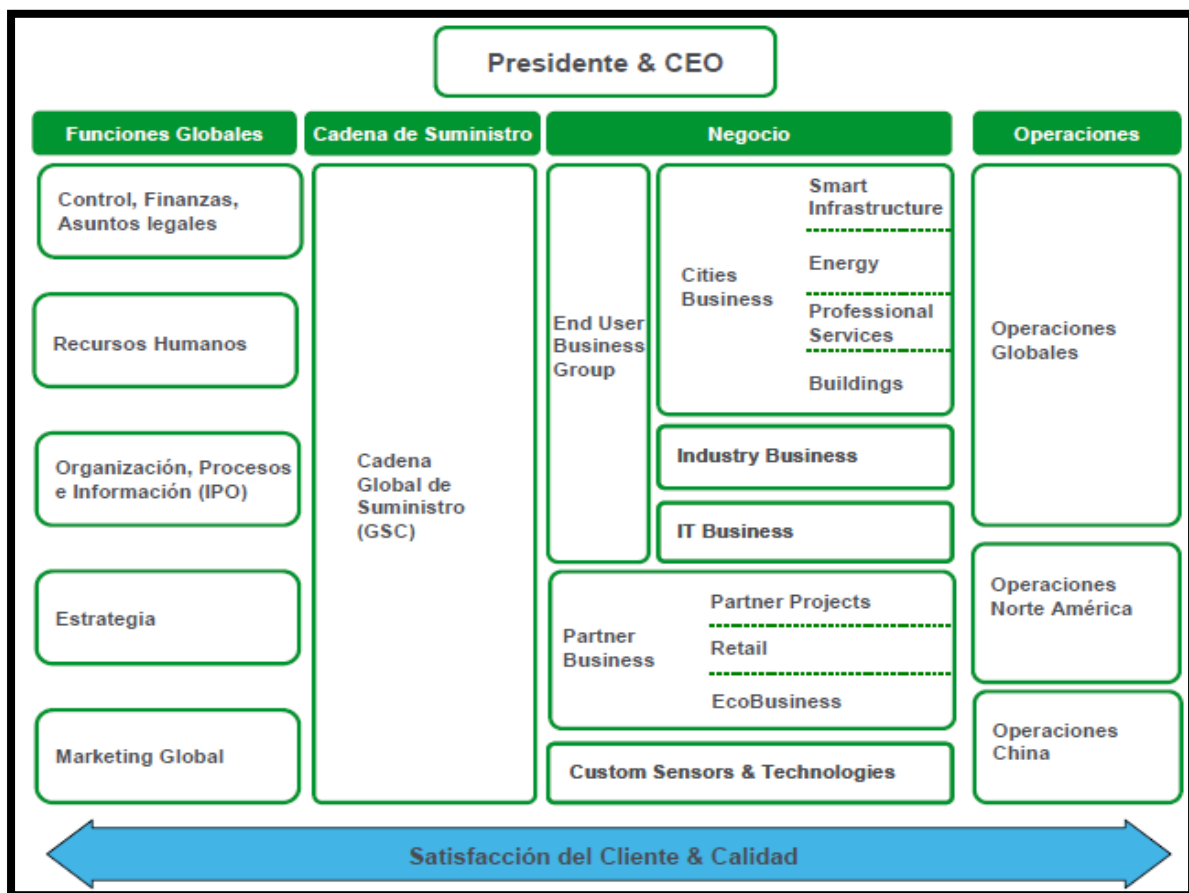 Presidente & CEO
Funciones Globales
Cadena de Suministro
Negocio
Operaciones
Control, Finanzas,
Asuntos legales
Recursos Humanos
Organización, Procesos
e Información (IPO)
Estrategia
Marketing Global
Cadena
Global de
Suministro
(GSC)
End User
Business
Group
Cities
Business
Smart
Infrastructure
Energy
Professional
Services
Buildings
Industry Business
IT Business
Partner
Business
Partner Projects
Retail
EcoBusiness
Custom Sensors & Technologies
Operaciones
Globales
Operaciones
Norte América
Operaciones
China
Satisfacción del Cliente & Calidad